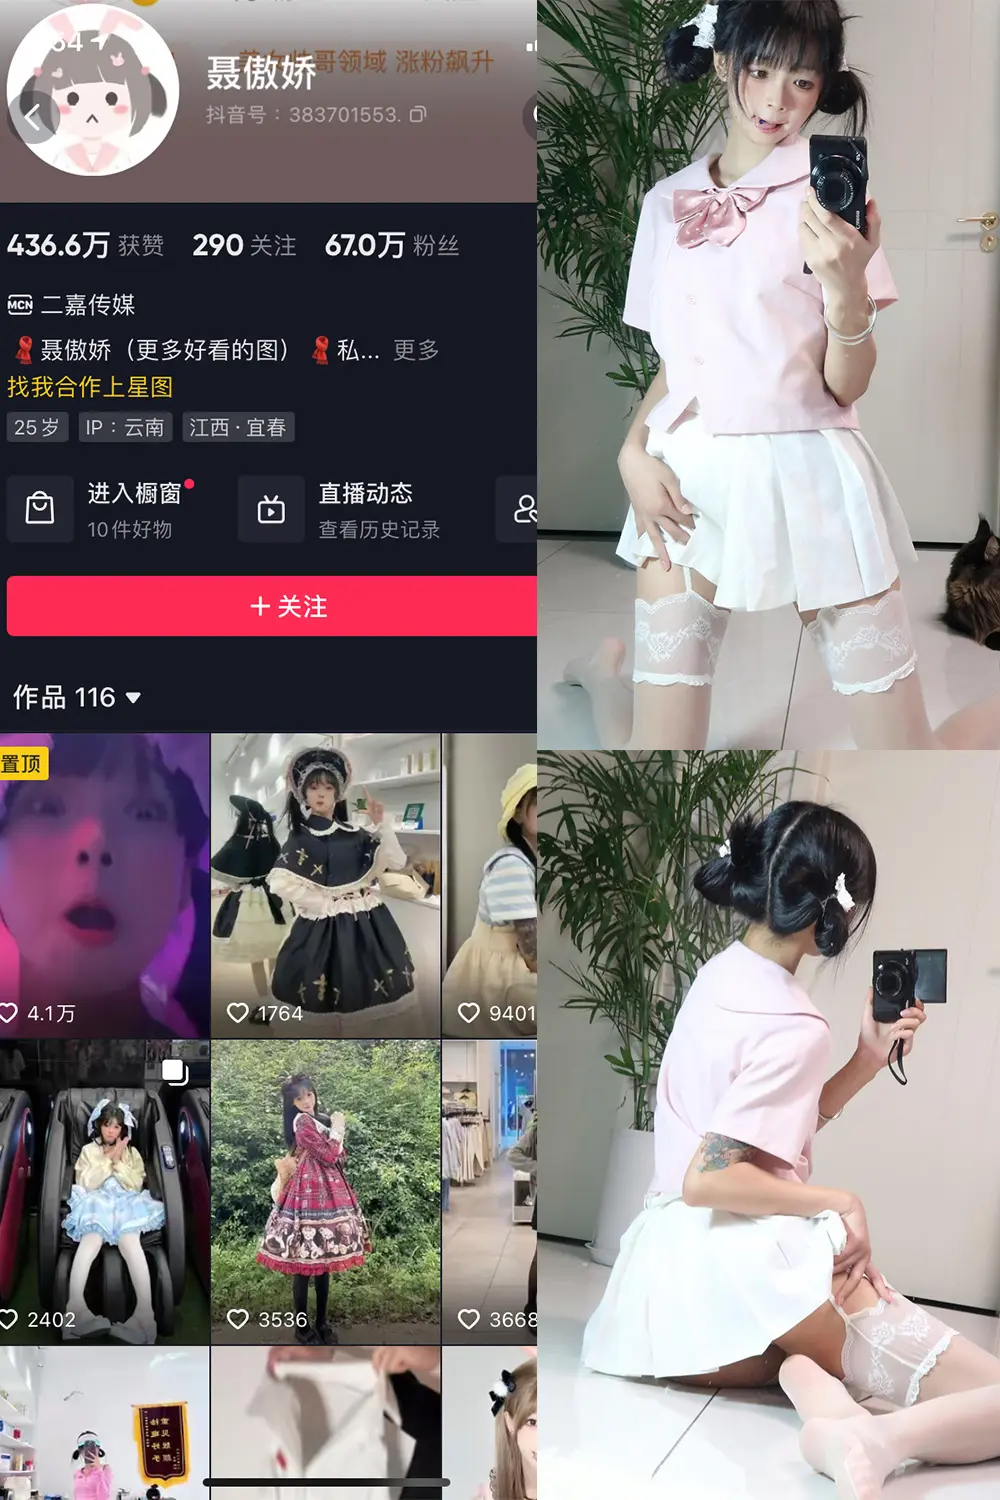 聂傲娇
哥领域 涨粉飙升
抖音号：383701553.
436.6万 获赞 290 关注 67.0万 粉丝
MCN 二嘉传媒
聂傲娇（更多好看的图） 私... 更多
找我合作上星图
25岁 IP：云南 江西·宜春
进入橱窗 直播动态
10件好物 查看历史记录
+ 关注
作品 116
置顶
4.1万 1764 9401
2402 3536 3668